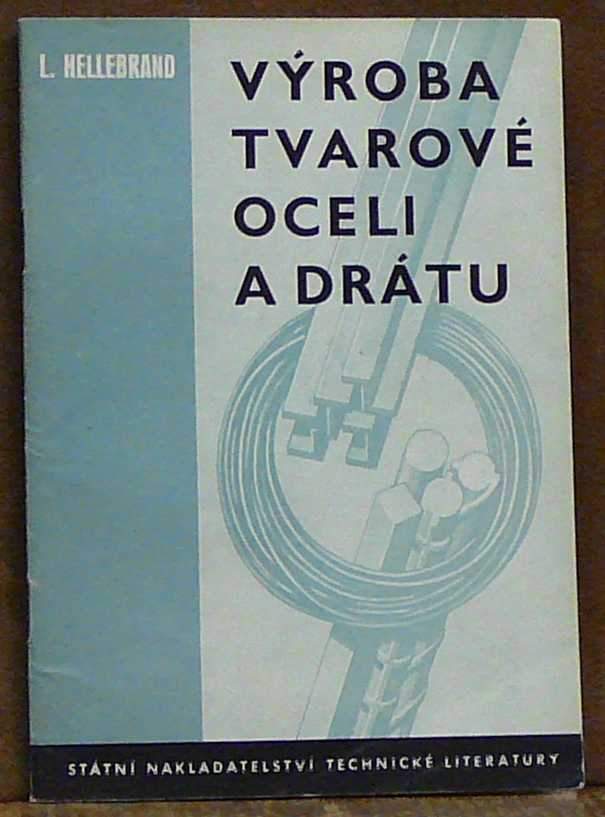 L. HELLEBRAND
VÝROBA
TVAROVÉ
OCELI
A DRÁTU
STÁTNÍ NAKLADATELSTVÍ TECHNICKÉ LITERATURY